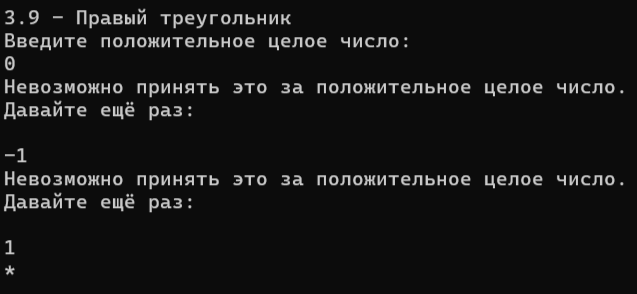 3.9 - Правый треугольник
Введите положительное целое число:
0
Невозможно принять это за положительное целое число.
Давайте ещё раз:
-1
Невозможно принять это за положительное целое число.
Давайте ещё раз:
1
*